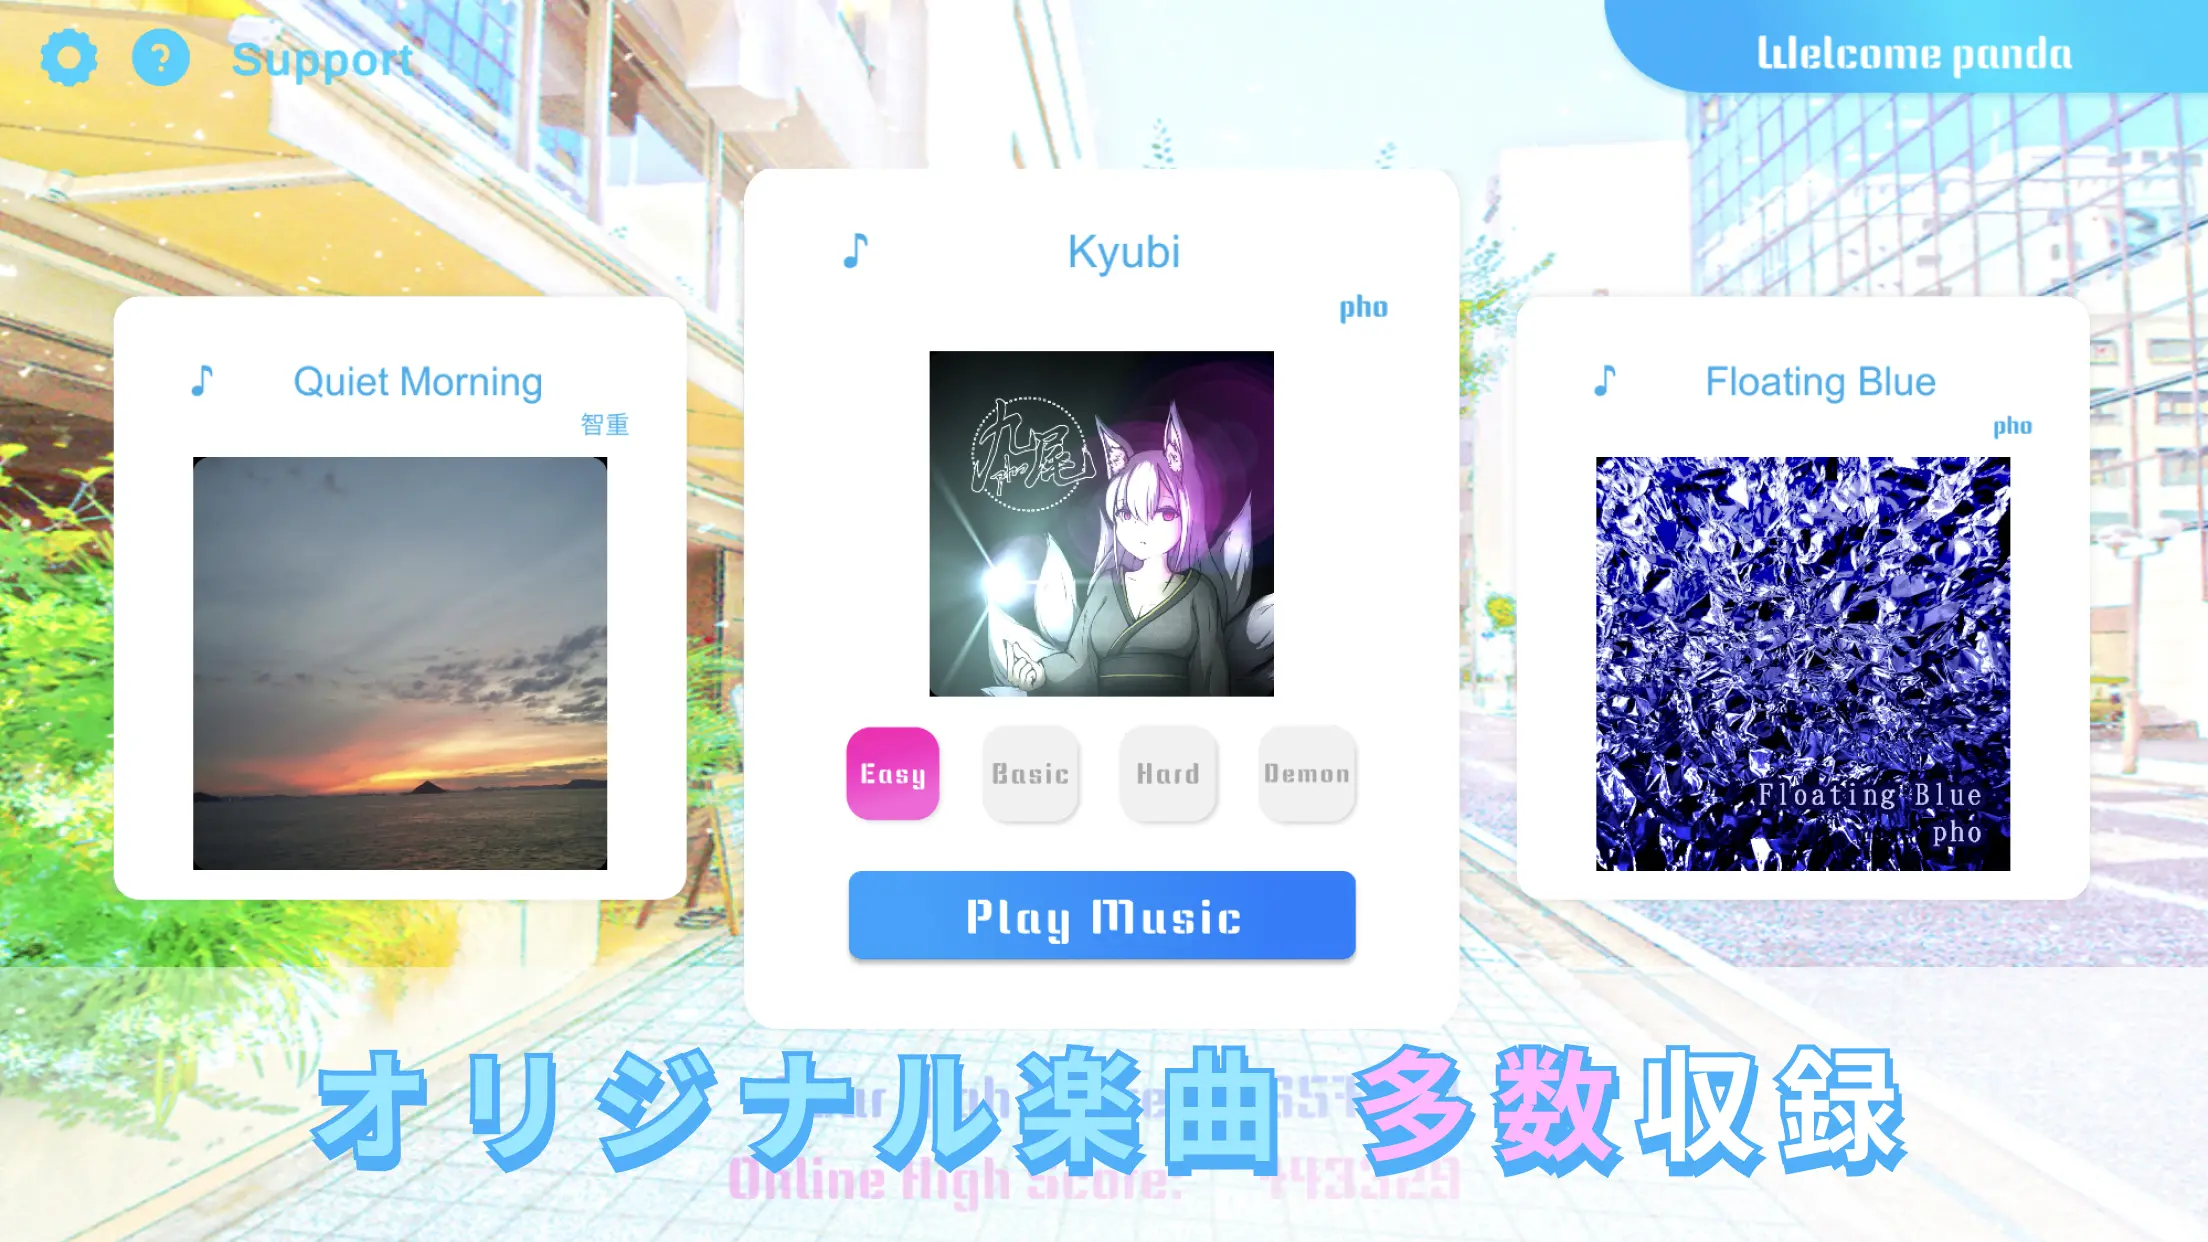 Support
Welcome panda
Quiet Morning
智重
Kyubi
pho
九尾
pho
Easy
Basic
Hard
Demon
Play Music
Floating Blue
pho
Floating Blue
pho
オリジナル楽曲 多数収録
Online High Score: